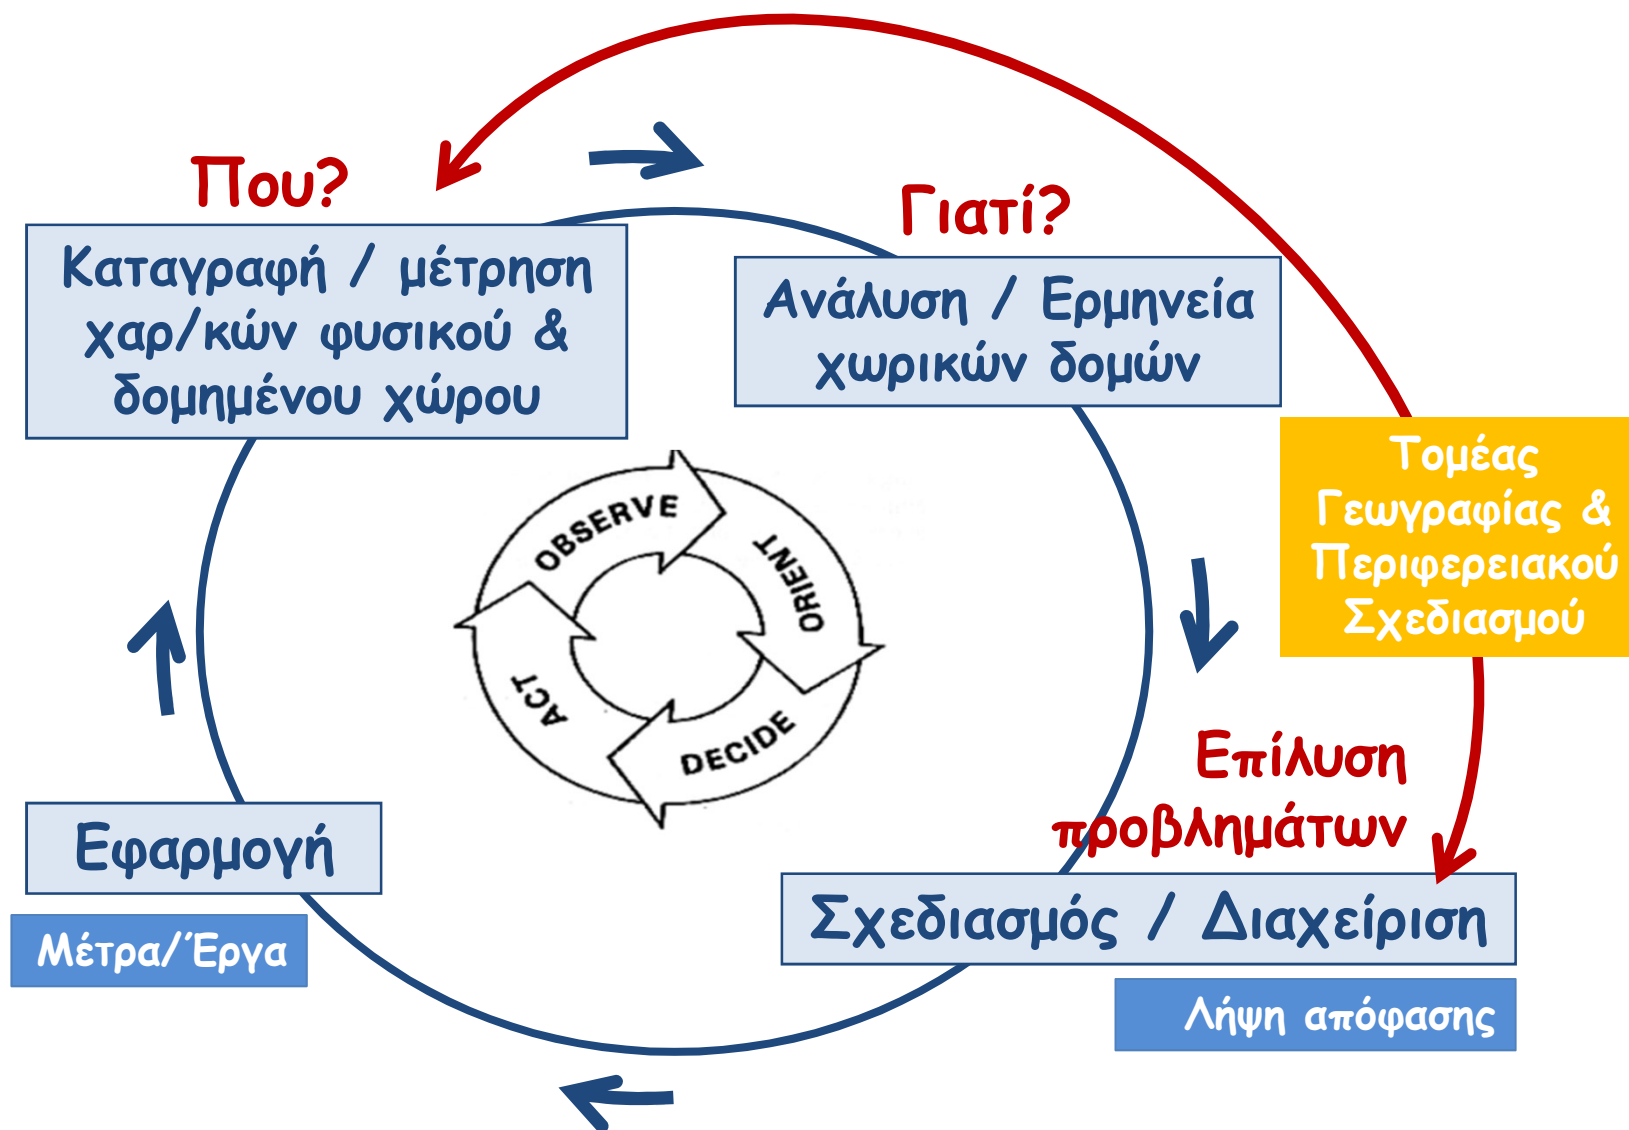 Που?
Καταγραφή / μέτρηση
χαρ/κών φυσικού &
δομημένου χώρου
Γιατί?
Ανάλυση / Ερμηνεία
χωρικών δομών
Τομέας
Γεωγραφίας &
Περιφερειακού
Σχεδιασμού
OBSERVE
ORIENT
DECIDE
ACT
Επίλυση
προβλημάτων
Σχεδιασμός / Διαχείριση
Λήψη απόφασης
Εφαρμογή
Μέτρα/Έργα